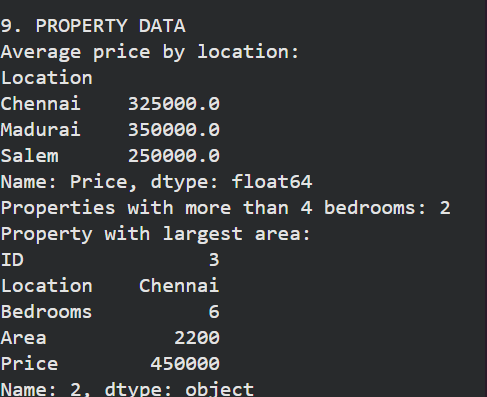 9. PROPERTY DATA
Average price by location:
Location
Chennai    325000.0
Madurai    350000.0
Salem      250000.0
Name: Price, dtype: float64
Properties with more than 4 bedrooms: 2
Property with largest area:
ID                3
Location    Chennai
Bedrooms          6
Area           2200
Price        450000
Name: 2, dtype: object